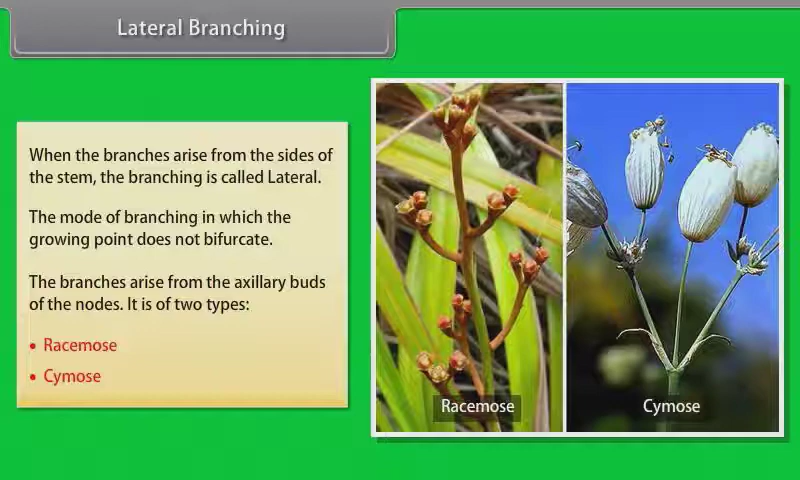 Lateral Branching
When the branches arise from the sides of
the stem, the branching is called Lateral.
The mode of branching in which the
growing point does not bifurcate.
The branches arise from the axillary buds
of the nodes. It is of two types:
• Racemose
• Cymose
Racemose
Cymose